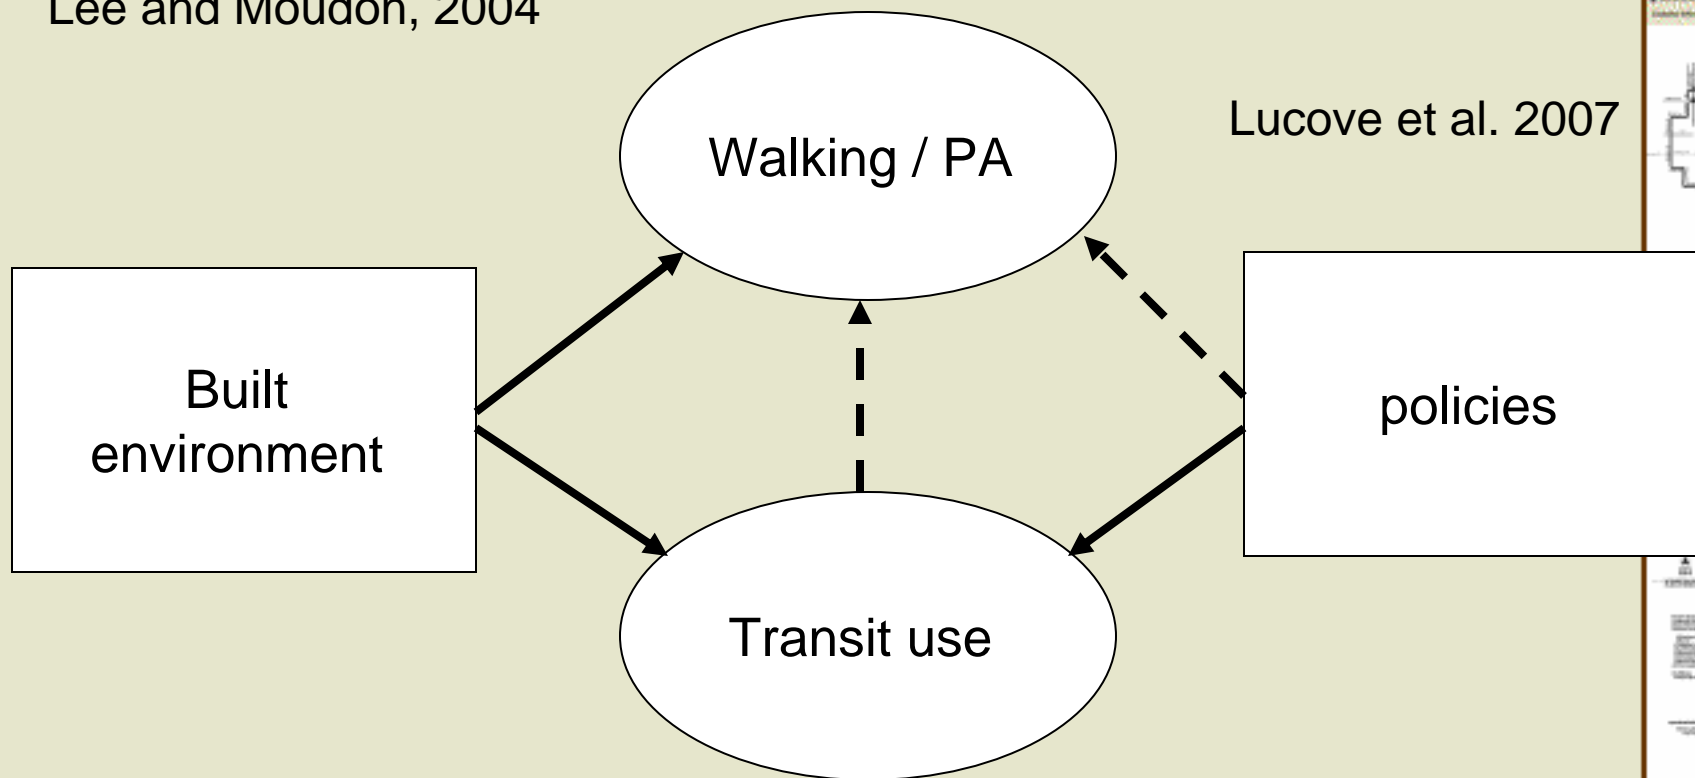 Lee and Moudon, 2004
Lucove et al. 2007
Walking / PA
Built
environment
policies
Transit use